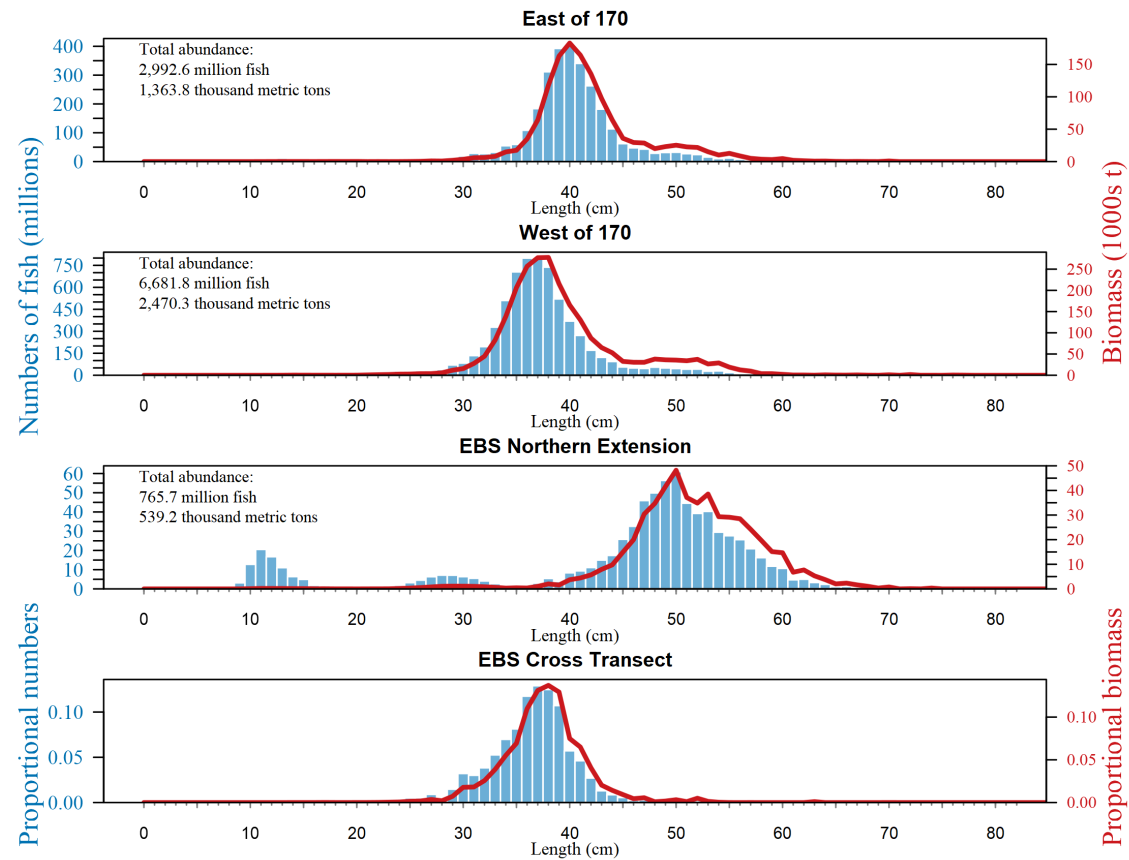 East of 170
Total abundance:
2,992.6 million fish
1,363.8 thousand metric tons
400
300
200
100
0
150
100
50
0
0 10 20 30 40 50 60 70 80
Length (cm)
West of 170
Total abundance:
6,681.8 million fish
2,470.3 thousand metric tons
750
600
450
300
150
0
250
200
150
100
50
0
0 10 20 30 40 50 60 70 80
Length (cm)
Numbers of fish (millions)
Biomass (1000s t)
EBS Northern Extension
Total abundance:
765.7 million fish
539.2 thousand metric tons
60
50
40
30
20
10
0
50
40
30
20
10
0
0 10 20 30 40 50 60 70 80
Length (cm)
EBS Cross Transect
0.10
0.05
0.00
0.10
0.05
0.00
0 10 20 30 40 50 60 70 80
Length (cm)
Proportional numbers
Proportional biomass